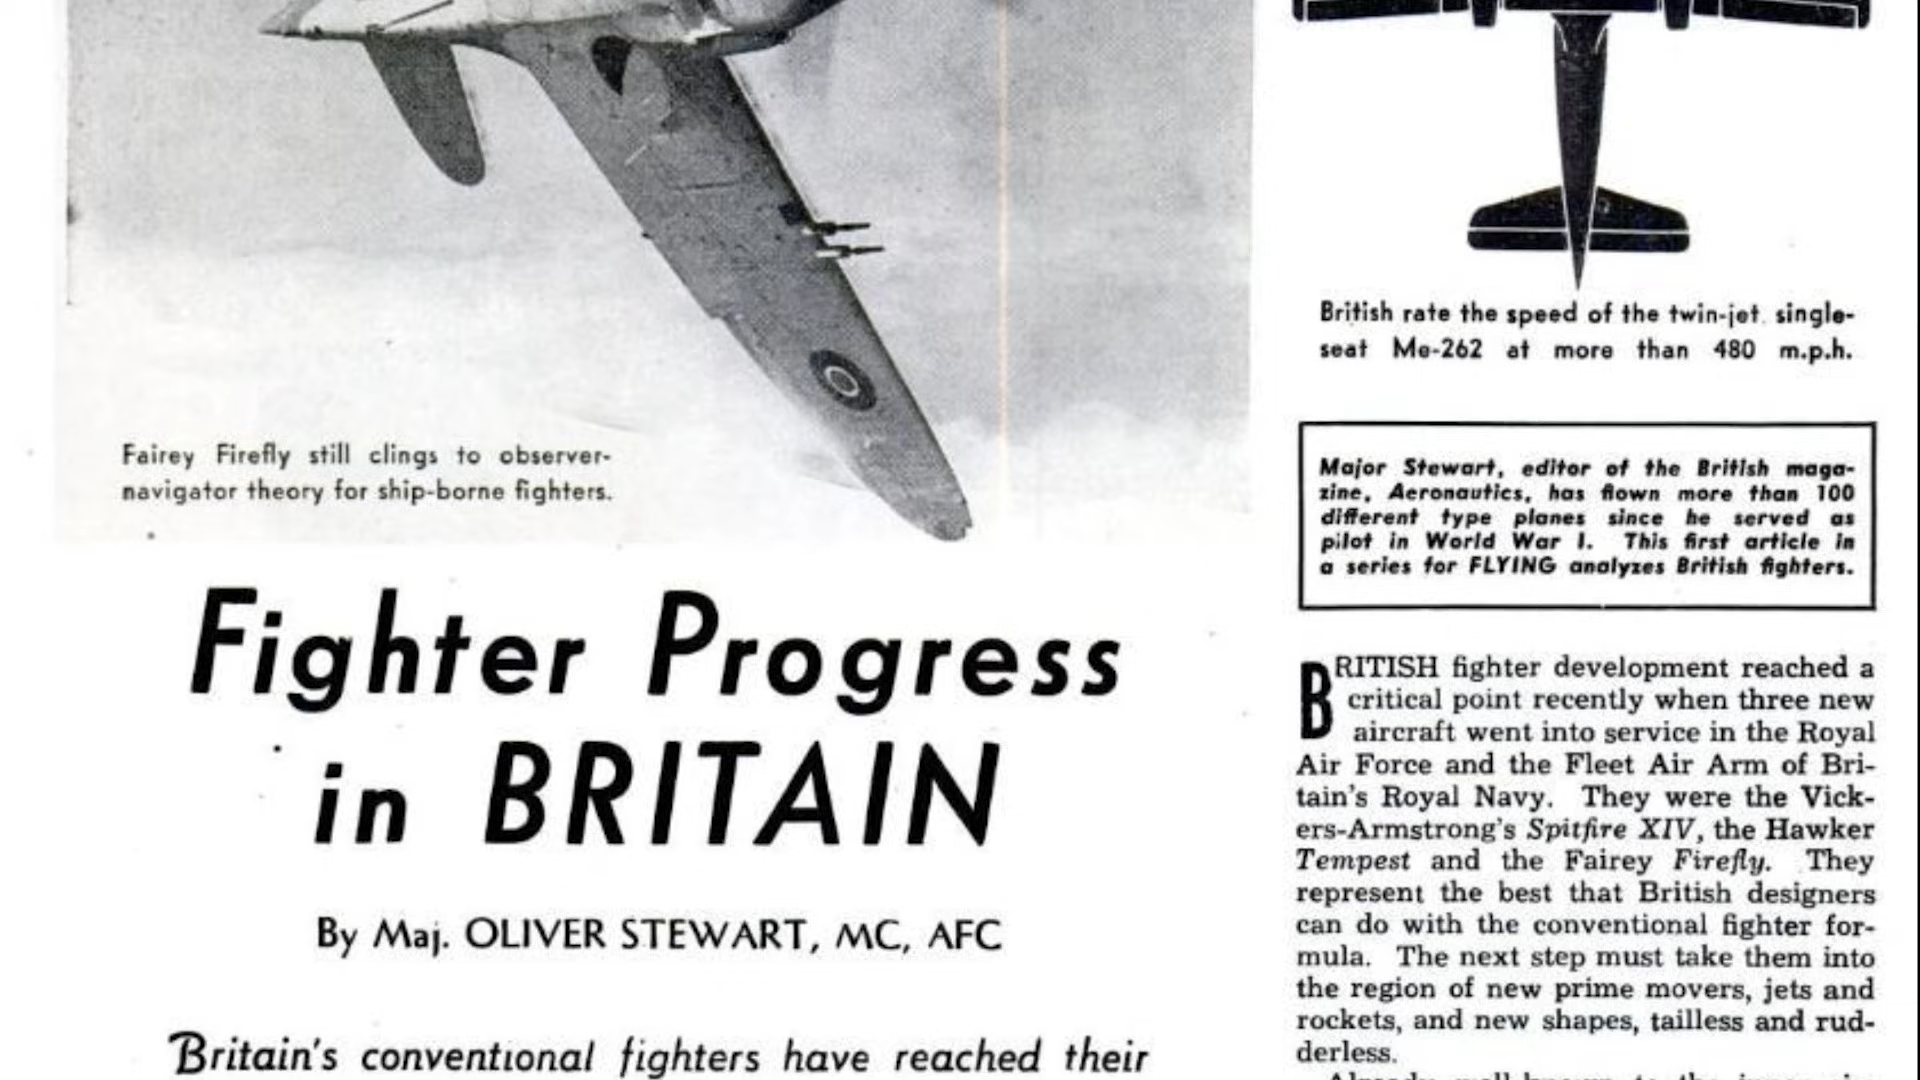 Fairey Firefly still clings to observer-
navigator theory for ship-borne fighters.
Fighter Progress
in BRITAIN
By Maj. OLIVER STEWART, MC, AFC
Britain's conventional fighters have reached their
British rate the speed of the twin-jet single-
seat Me-262 at more than 480 m.p.h.
Major Stewart, editor of the British maga-
zine, Aeronautics, has flown more than 100
different type planes since he served as
pilot in World War I. This first article in
a series for FLYING analyzes British fighters.
BRITISH fighter development reached a
critical point recently when three new
aircraft went into service in the Royal
Air Force and the Fleet Air Arm of Bri-
tain's Royal Navy. They were the Vick-
ers-Armstrong's Spitfire XIV, the Hawker
Tempest and the Fairey Firefly. They
represent the best that British designers
can do with the conventional fighter for-
mula. The next step must take them into
the region of new prime movers, jets and
rockets, and new shapes, tailless and rud-
derless.